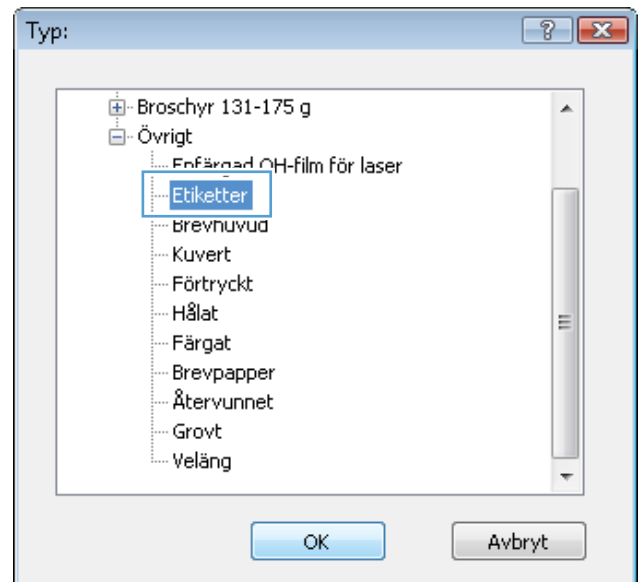 Typ:
Broschyr 131-175 g
Övrigt
Enfärgad OH-film för laser
Etiketter
Brevhuvud
Kuvert
Förtryckt
Hålat
Färgat
Brevpapper
Återvunnet
Grovt
Veläng
OK
Avbryt